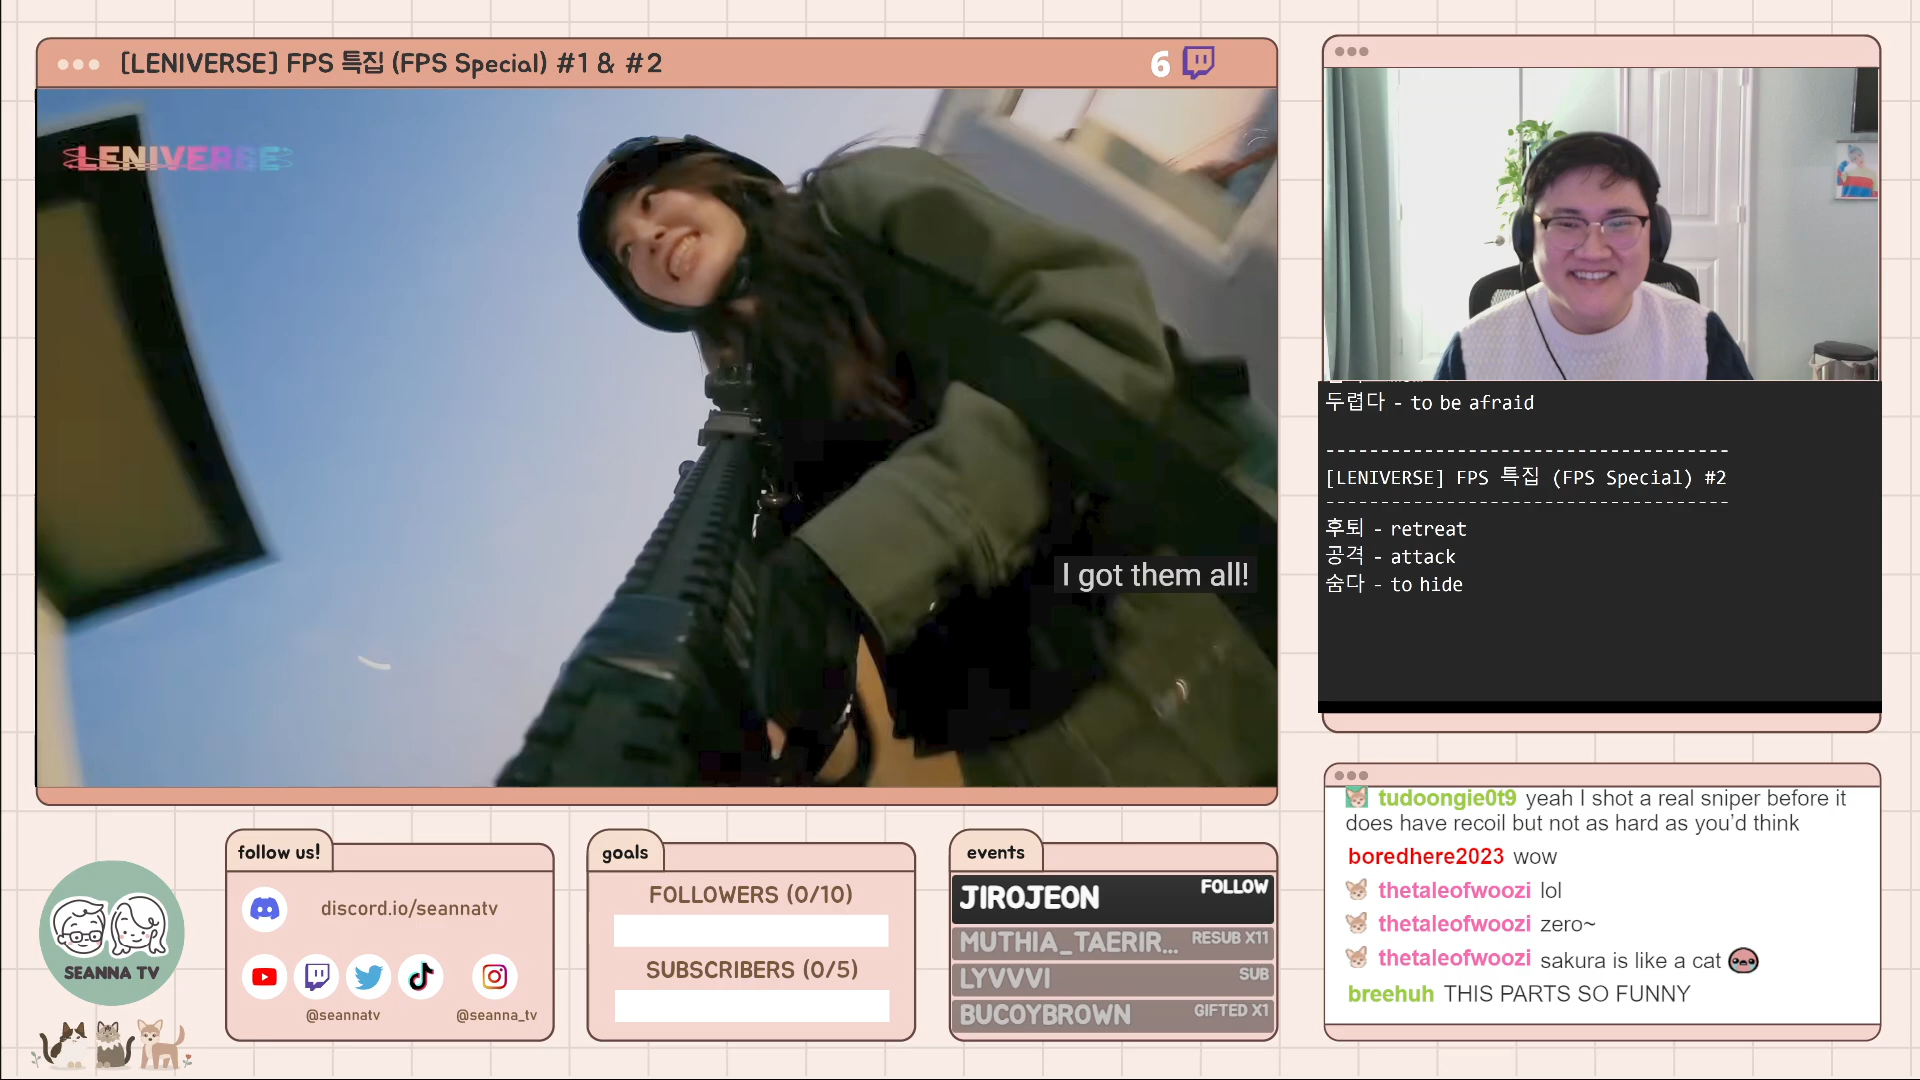 [LENIVERSE] FPS 특집 (FPS Special) #1 & #2
6
LENIVERSE
I got them all!
두렵다 - to be afraid
-------------------------------------
[LENIVERSE] FPS 특집 (FPS Special) #2
-------------------------------------
후퇴 - retreat
공격 - attack
숨다 - to hide
tudoongie0t9 yeah I shot a real sniper before it
does have recoil but not as hard as you’d think
boredhere2023 wow
thetaleofwoozi lol
thetaleofwoozi zero~
thetaleofwoozi sakura is like a cat
breehuh THIS PARTS SO FUNNY
SEANNA TV
follow us!
discord.io/seannatv
@seannatv
@seanna_tv
goals
FOLLOWERS (0/10)
SUBSCRIBERS (0/5)
events
JIROJEON FOLLOW
MUTHIA_TAERIR... RESUB X11
LYVVVI SUB
BUCOYBROWN GIFTED X1